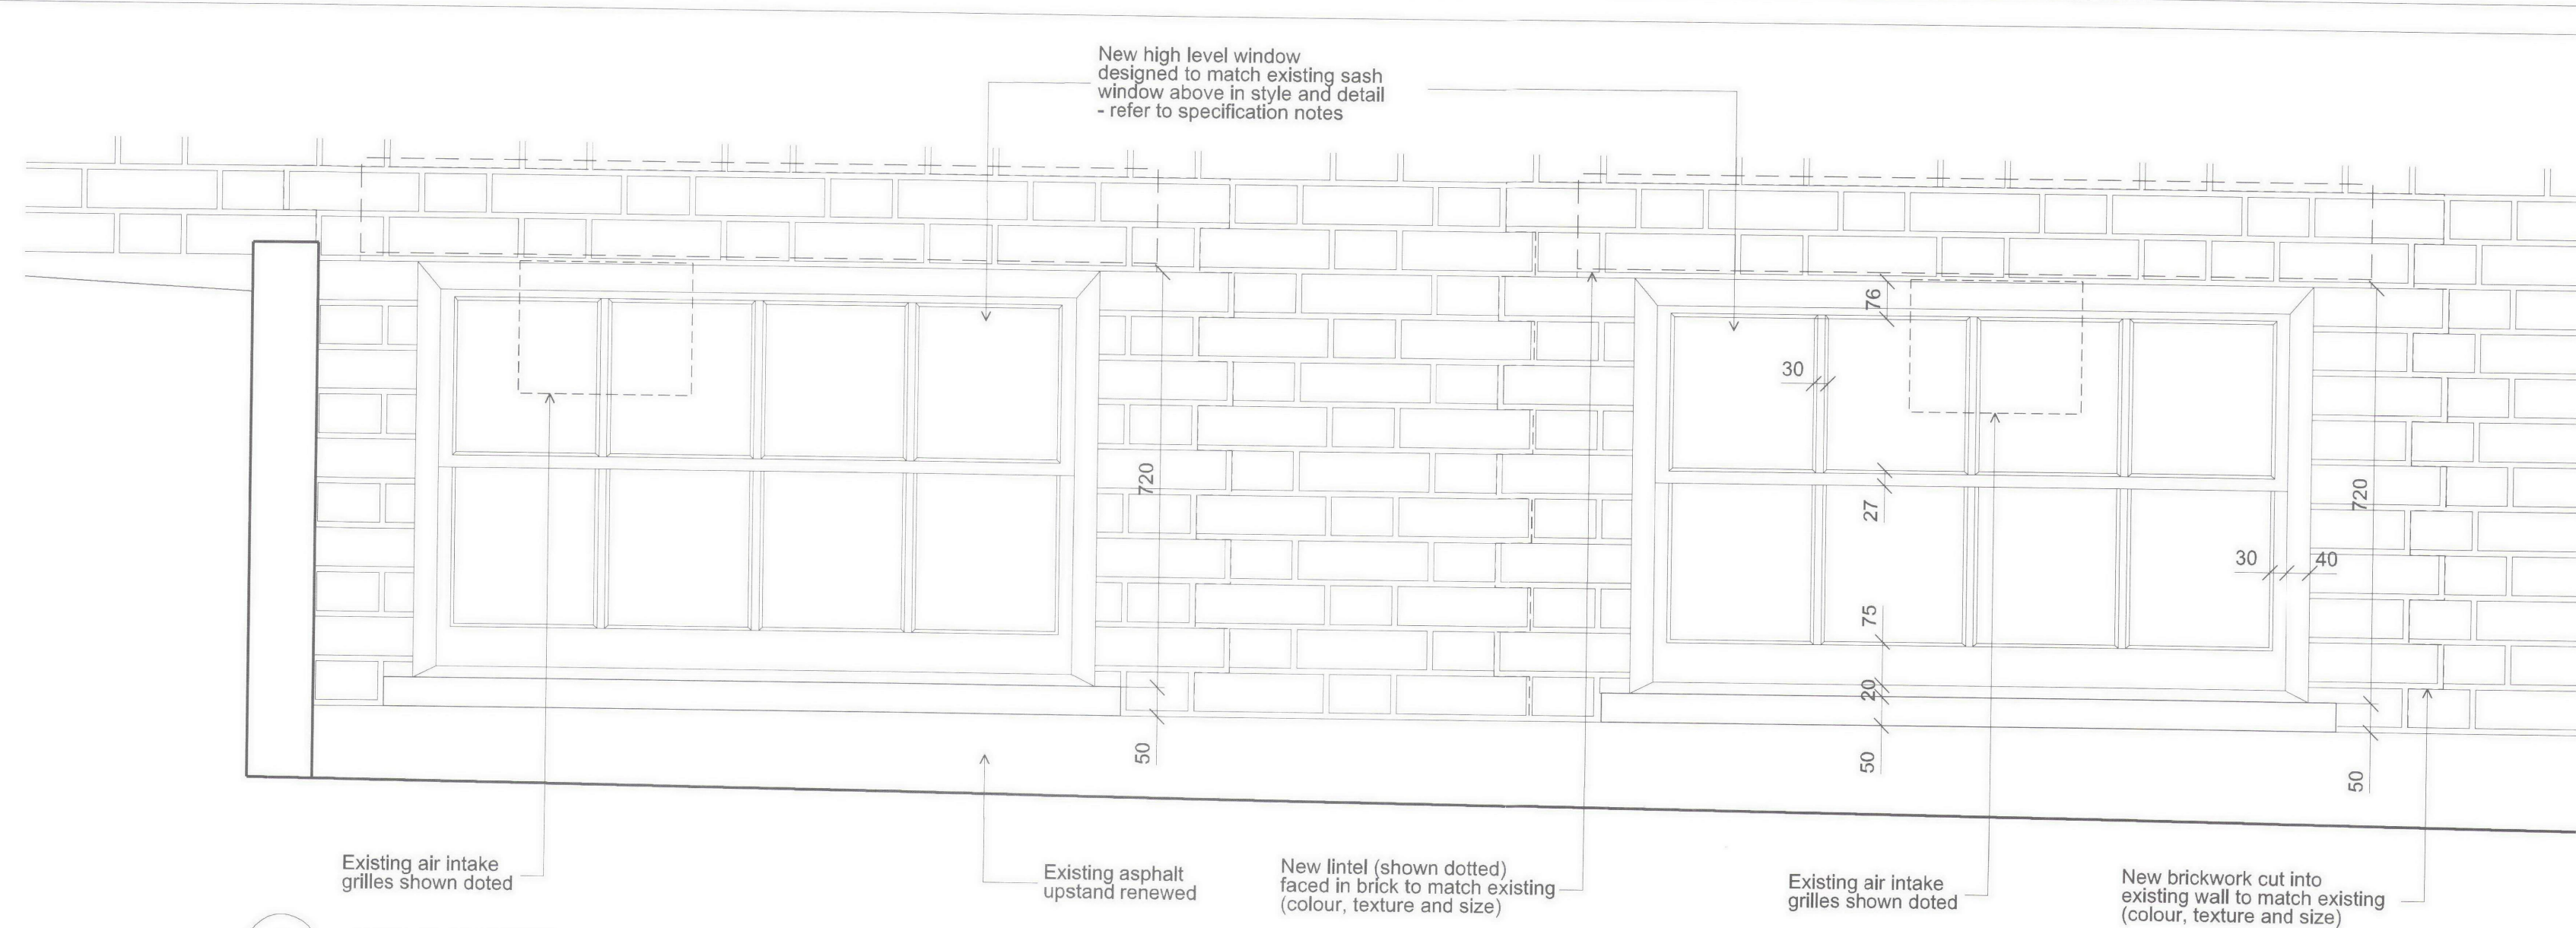 New high level window
designed to match existing sash
window above in style and detail
- refer to specification notes
76
30
720
27
720
30
40
75
20
50
50
50
Existing air intake
grilles shown doted
Existing asphalt
upstand renewed
New lintel (shown dotted)
faced in brick to match existing
(colour, texture and size)
Existing air intake
grilles shown doted
New brickwork cut into
existing wall to match existing
(colour, texture and size)